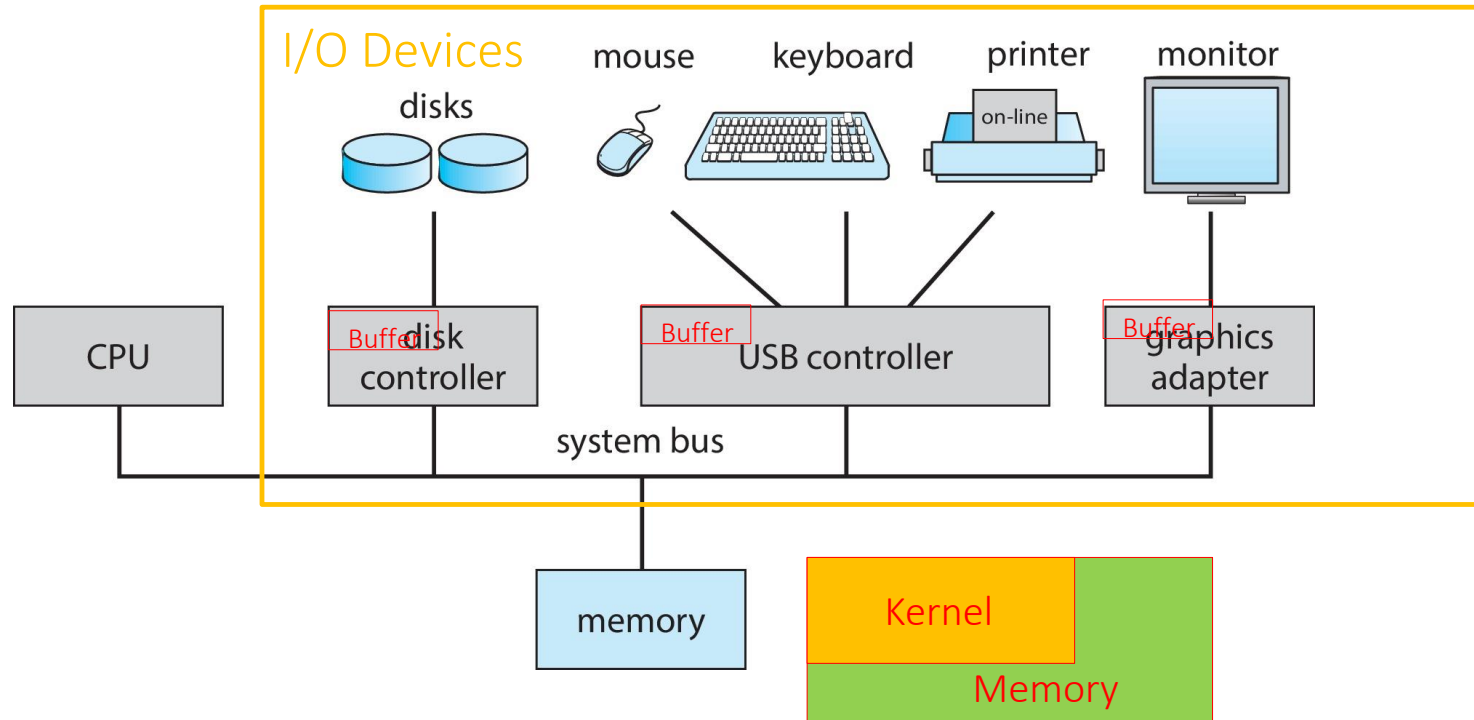 I/O Devices
mouse
keyboard
printer
monitor
disks
on-line
CPU
Buffer
disk
controller
Buffer
USB controller
Buffer
graphics
adapter
system bus
memory
Kernel
Memory